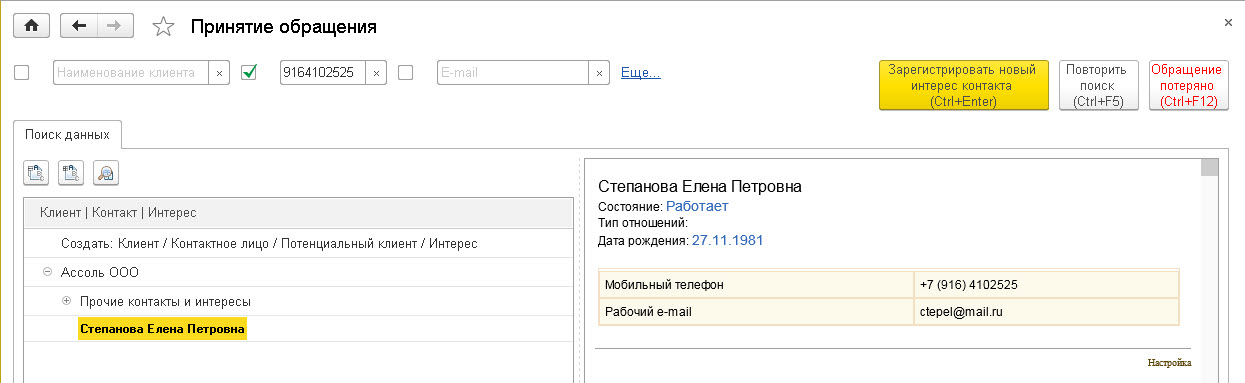 Принятие обращения
×
Наименование клиента ×
9164102525 ×
E-mail ×
Еще...
Зарегистрировать новый
интерес контакта
(Ctrl+Enter)
Повторить
поиск
(Ctrl+F5)
Обращение
потеряно
(Ctrl+F12)
Поиск данных
Клиент | Контакт | Интерес
Создать: Клиент / Контактное лицо / Потенциальный клиент / Интерес
Ассоль ООО
Прочие контакты и интересы
Степанова Елена Петровна
Степанова Елена Петровна
Состояние: Работает
Тип отношений:
Дата рождения: 27.11.1981
Мобильный телефон +7 (916) 4102525
Рабочий e-mail ctepel@mail.ru
Настройка